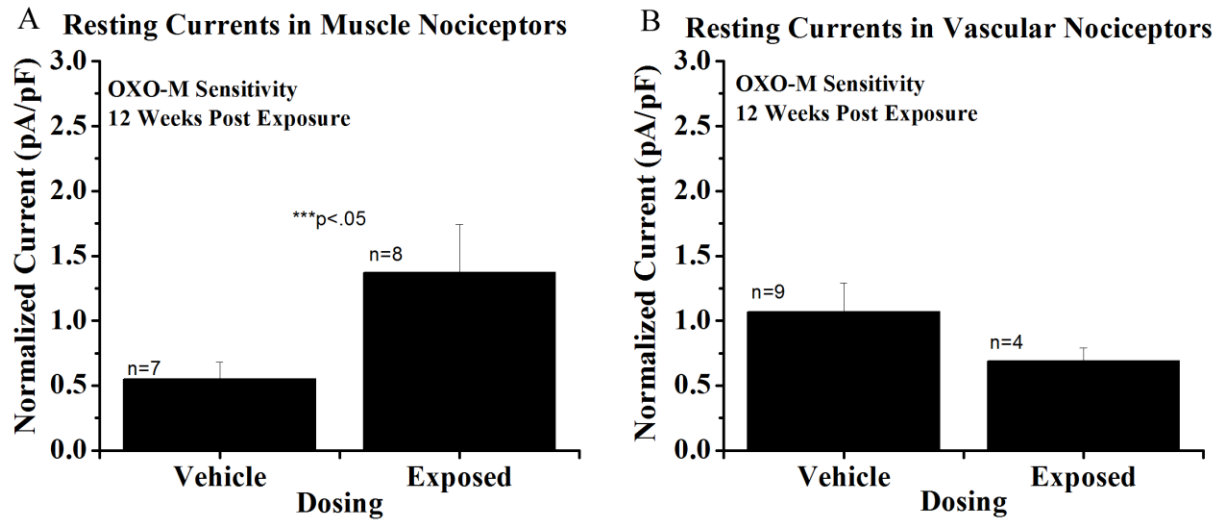 A
Resting Currents in Muscle Nociceptors
Normalized Current (pA/pF)
3.0
2.5
2.0
1.5
1.0
0.5
0.0
OXO-M Sensitivity
12 Weeks Post Exposure
***p<.05
n=8
n=7
Vehicle
Exposed
Dosing
B
Resting Currents in Vascular Nociceptors
Normalized Current (pA/pF)
3.0
2.5
2.0
1.5
1.0
0.5
0.0
OXO-M Sensitivity
12 Weeks Post Exposure
n=9
n=4
Vehicle
Exposed
Dosing